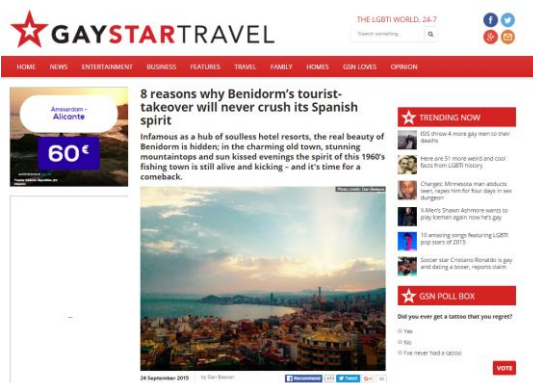 THE LGBTI WORLD, 24-7
GAYSTARTRAVEL
Search something...
HOME NEWS ENTERTAINMENT BUSINESS FEATURES TRAVEL FAMILY HOMES GSN LOVES OPINION
Amsterdam -
Alicante
60€
8 reasons why Benidorm's tourist-
takeover will never crush its Spanish
spirit
Infamous as a hub of soulless hotel resorts, the real beauty of
Benidorm is hidden; in the charming old town, stunning
mountaintops and sun kissed evenings the spirit of this 1960's
fishing town is still alive and kicking – and it's time for a
comeback.
24 September 2015 by
Recommend Tweet
TRENDING NOW
ISIS throw 4 more gay men to their
deaths
Here are 51 more weird and cool
facts from LGBTI history
Charges: Minnesota man abducts
teen, rapes him for four days in sex
dungeon
X-Men's Shawn Ashmore wants to
play Iceman again now he's gay
10 amazing songs featuring LGBTI
pop stars of 2015
Soccer star Cristiano Ronaldo is gay
and dating a boxer, reports claim
GSN POLL BOX
Did you ever get a tattoo that you regret?
Yes
No
I've never had a tattoo
VOTE